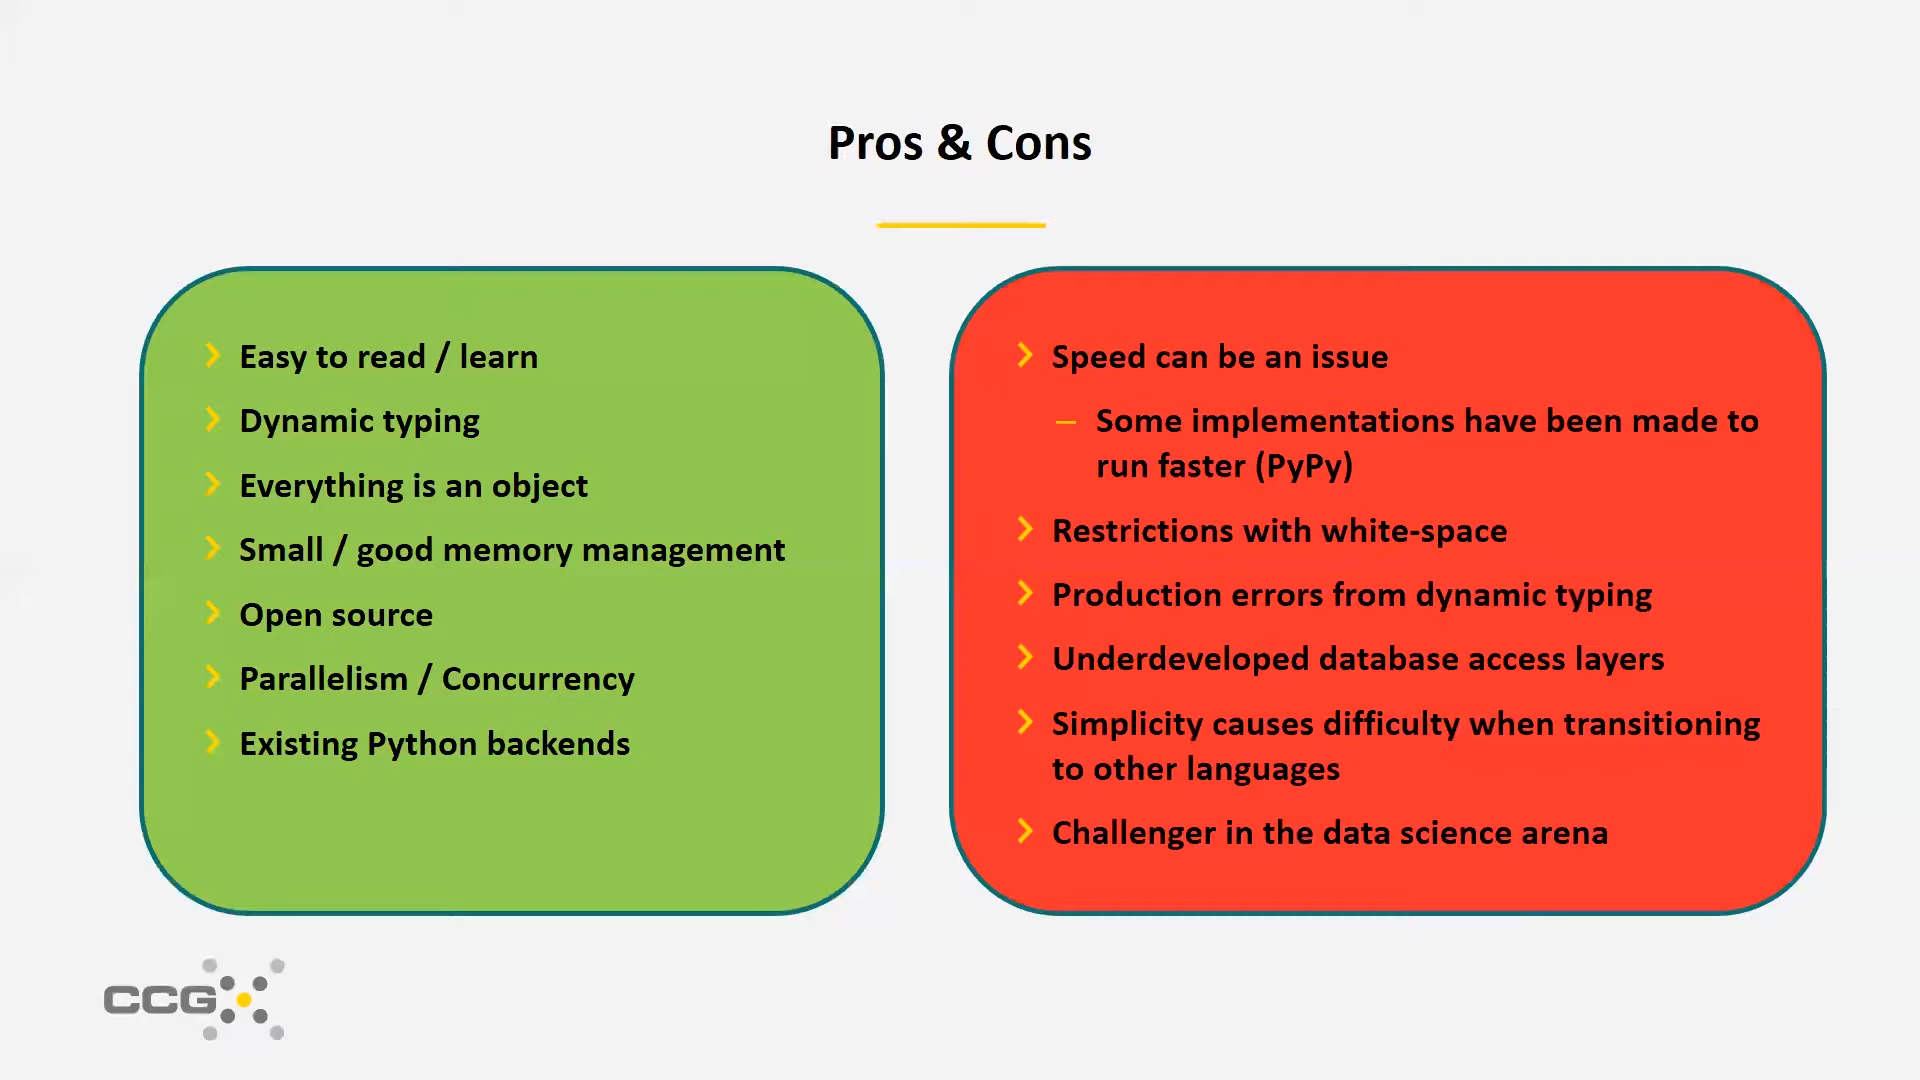 Pros & Cons
Easy to read / learn
Dynamic typing
Everything is an object
Small / good memory management
Open source
Parallelism / Concurrency
Existing Python backends
Speed can be an issue
– Some implementations have been made to
run faster (PyPy)
Restrictions with white-space
Production errors from dynamic typing
Underdeveloped database access layers
Simplicity causes difficulty when transitioning
to other languages
Challenger in the data science arena
CCG